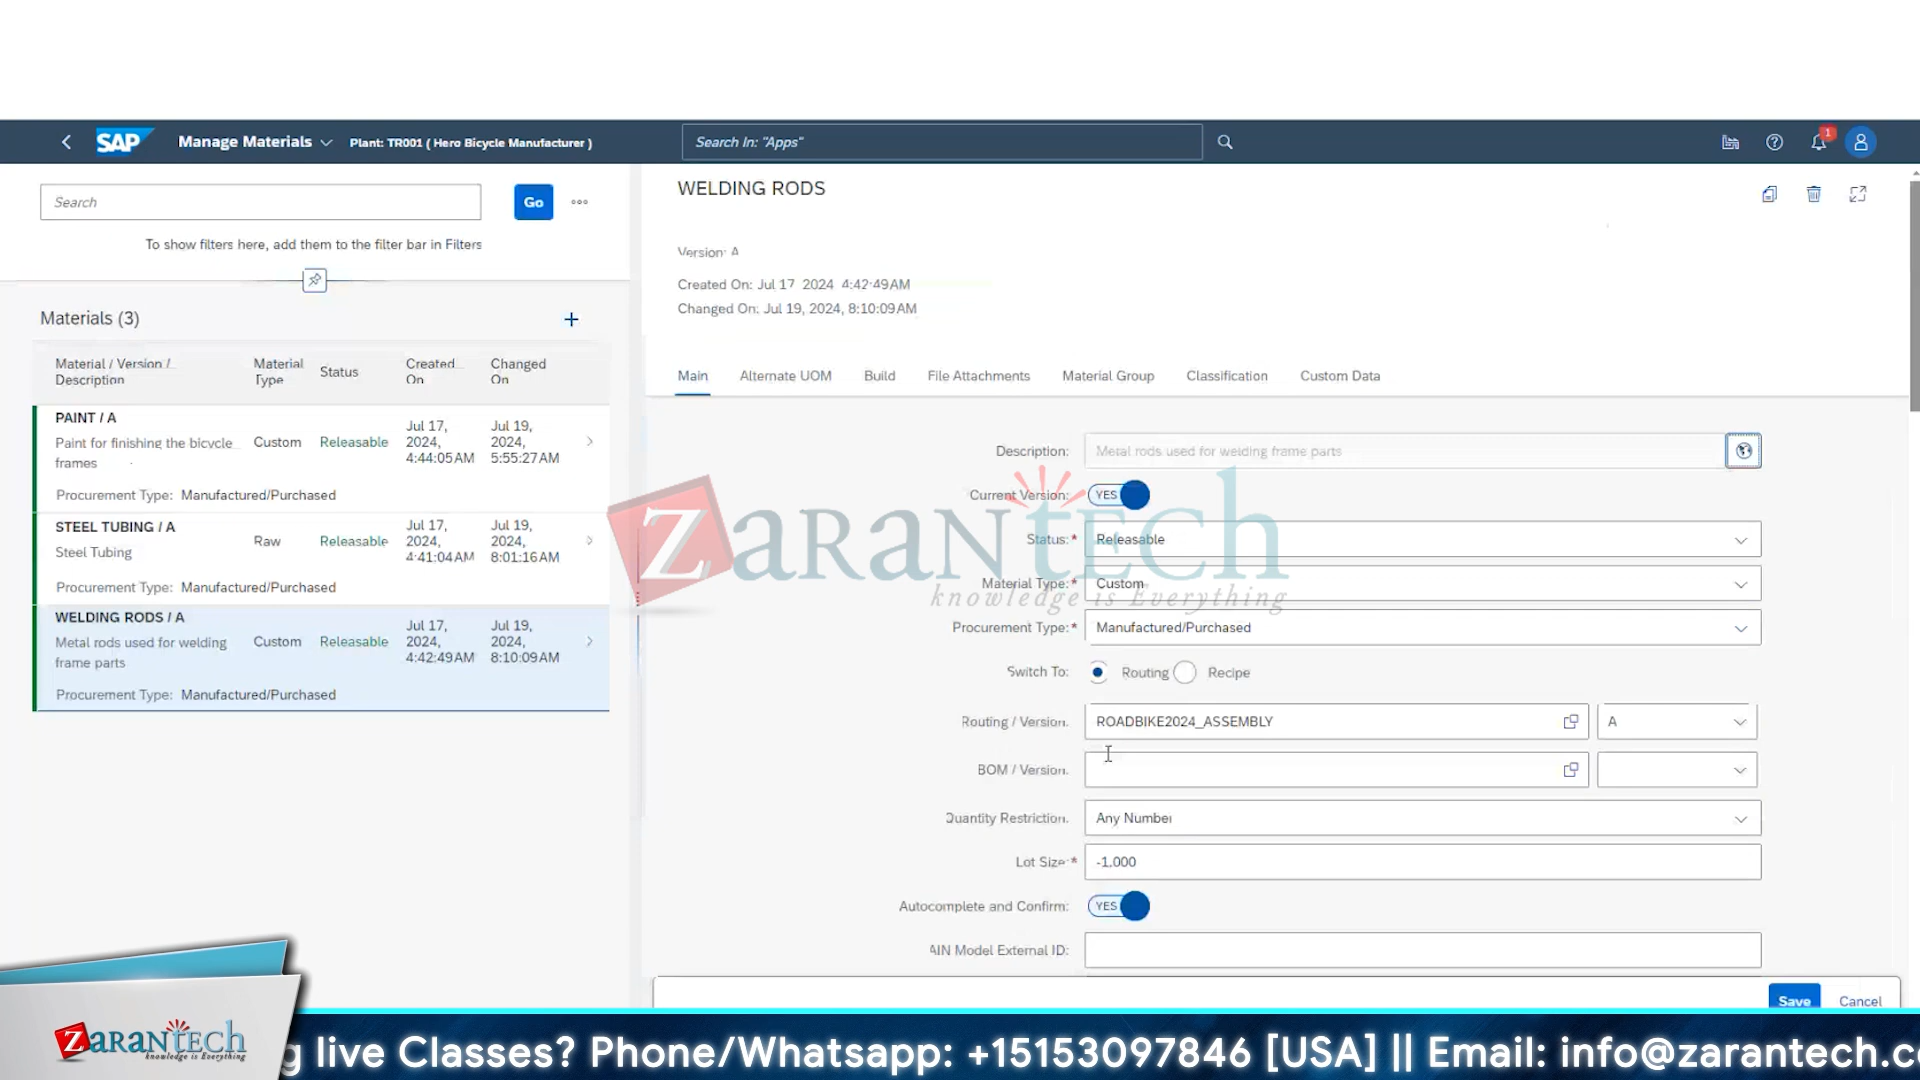 SAP Manage Materials Plant: TR001 ( Hero Bicycle Manufacturer ) Search In: "Apps" 1
Search Go
To show filters here, add them to the filter bar in Filters
Materials (3)
Material / Version / Description Material Type Status Created On Changed On
PAINT / A
Paint for finishing the bicycle frames Custom Releasable Jul 17, 2024, 4:44:05 AM Jul 19, 2024, 5:55:27 AM
Procurement Type: Manufactured/Purchased
STEEL TUBING / A
Steel Tubing Raw Releasable Jul 17, 2024, 4:41:04 AM Jul 19, 2024, 8:01:16 AM
Procurement Type: Manufactured/Purchased
WELDING RODS / A
Metal rods used for welding frame parts Custom Releasable Jul 17, 2024, 4:42:49 AM Jul 19, 2024, 8:10:09 AM
Procurement Type: Manufactured/Purchased
WELDING RODS
Version: A
Created On: Jul 17 2024 4:42:49 AM
Changed On: Jul 19, 2024, 8:10:09 AM
Main Alternate UOM Build File Attachments Material Group Classification Custom Data
Description: Metal rods used for welding frame parts
Current Version: YES
Status:* Releasable
Material Type:* Custom
Procurement Type:* Manufactured/Purchased
Switch To: Routing Recipe
Routing / Version. ROADBIKE2024_ASSEMBLY A
BOM / Version.
Quantity Restriction. Any Number
Lot Size:* -1.000
Autocomplete and Confirm: YES
AIN Model External ID:
Save Cancel
ZaranTech
knowledge is Everything
ZaranTech
knowledge is Everything
g live Classes? Phone/Whatsapp: +15153097846 [USA] || Email: info@zarantech.c